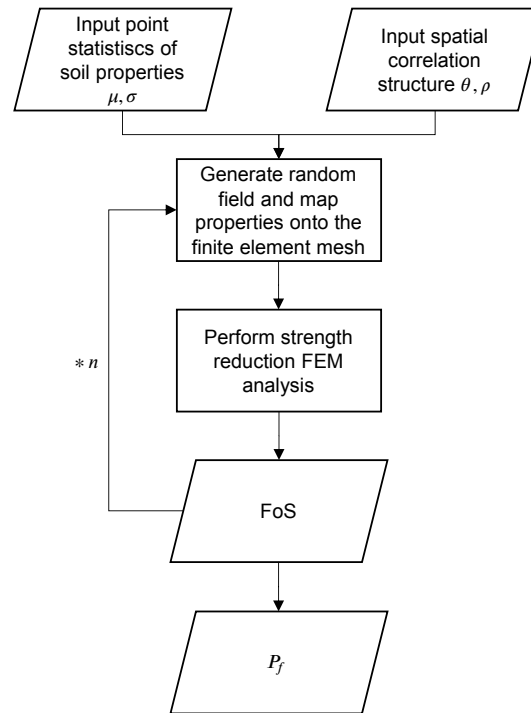 Input point
statistiscs of
soil properties
μ, σ
Input spatial
correlation
structure θ, ρ
Generate random
field and map
properties onto the
finite element mesh
Perform strength
reduction FEM
analysis
* n
FoS
P_f